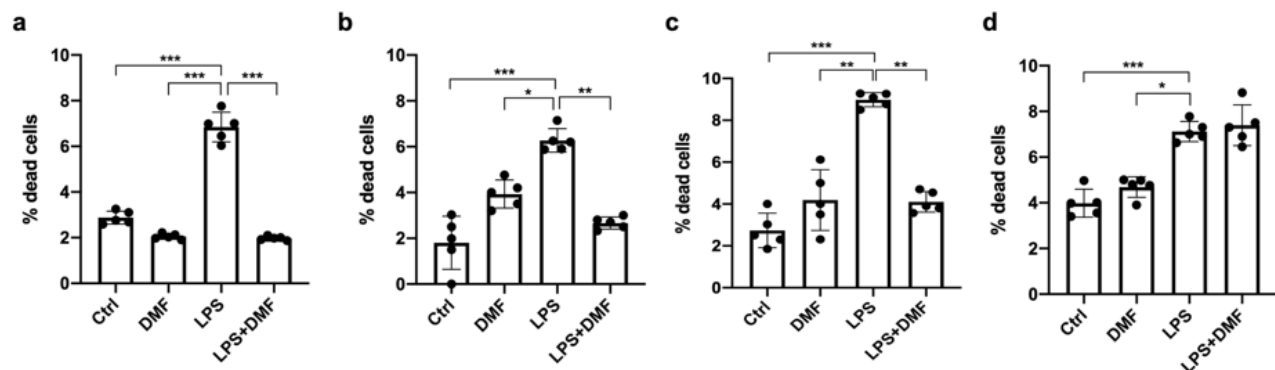 a
% dead cells
10
8
6
4
2
0
***
***
***
Ctrl
DMF
LPS
LPS+DMF
b
% dead cells
10
8
6
4
2
0
***
*
**
Ctrl
DMF
LPS
LPS+DMF
c
% dead cells
10
8
6
4
2
0
***
**
**
Ctrl
DMF
LPS
LPS+DMF
d
% dead cells
10
8
6
4
2
0
***
*
Ctrl
DMF
LPS
LPS+DMF